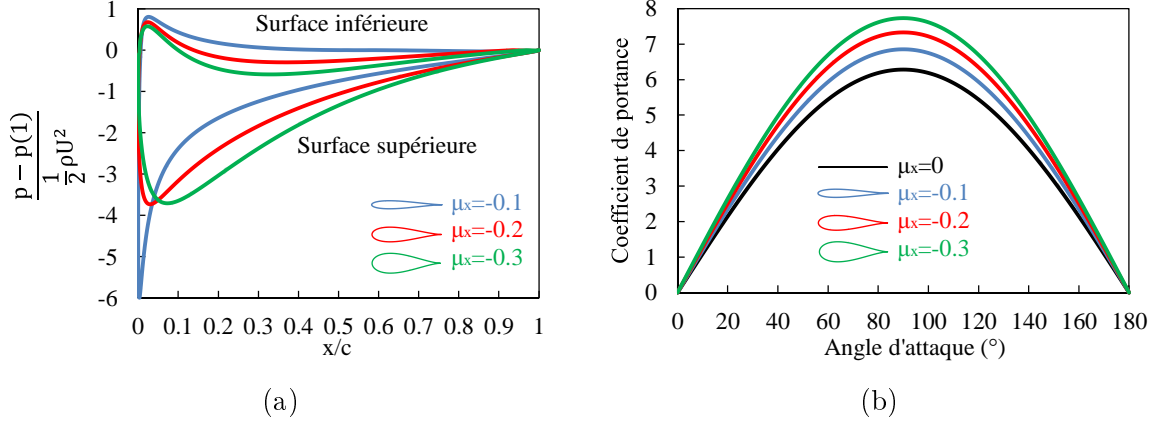 Surface inférieure
Surface supérieure
p − p(1)
1
2
ρU²
1
0
-1
-2
-3
-4
-5
-6
μx=-0.1
μx=-0.2
μx=-0.3
0 0.1 0.2 0.3 0.4 0.5 0.6 0.7 0.8 0.9 1
x/c
(a)
Coefficient de portance
8
7
6
5
4
3
2
1
0
μx=0
μx=-0.1
μx=-0.2
μx=-0.3
0 20 40 60 80 100 120 140 160 180
Angle d'attaque (°)
(b)